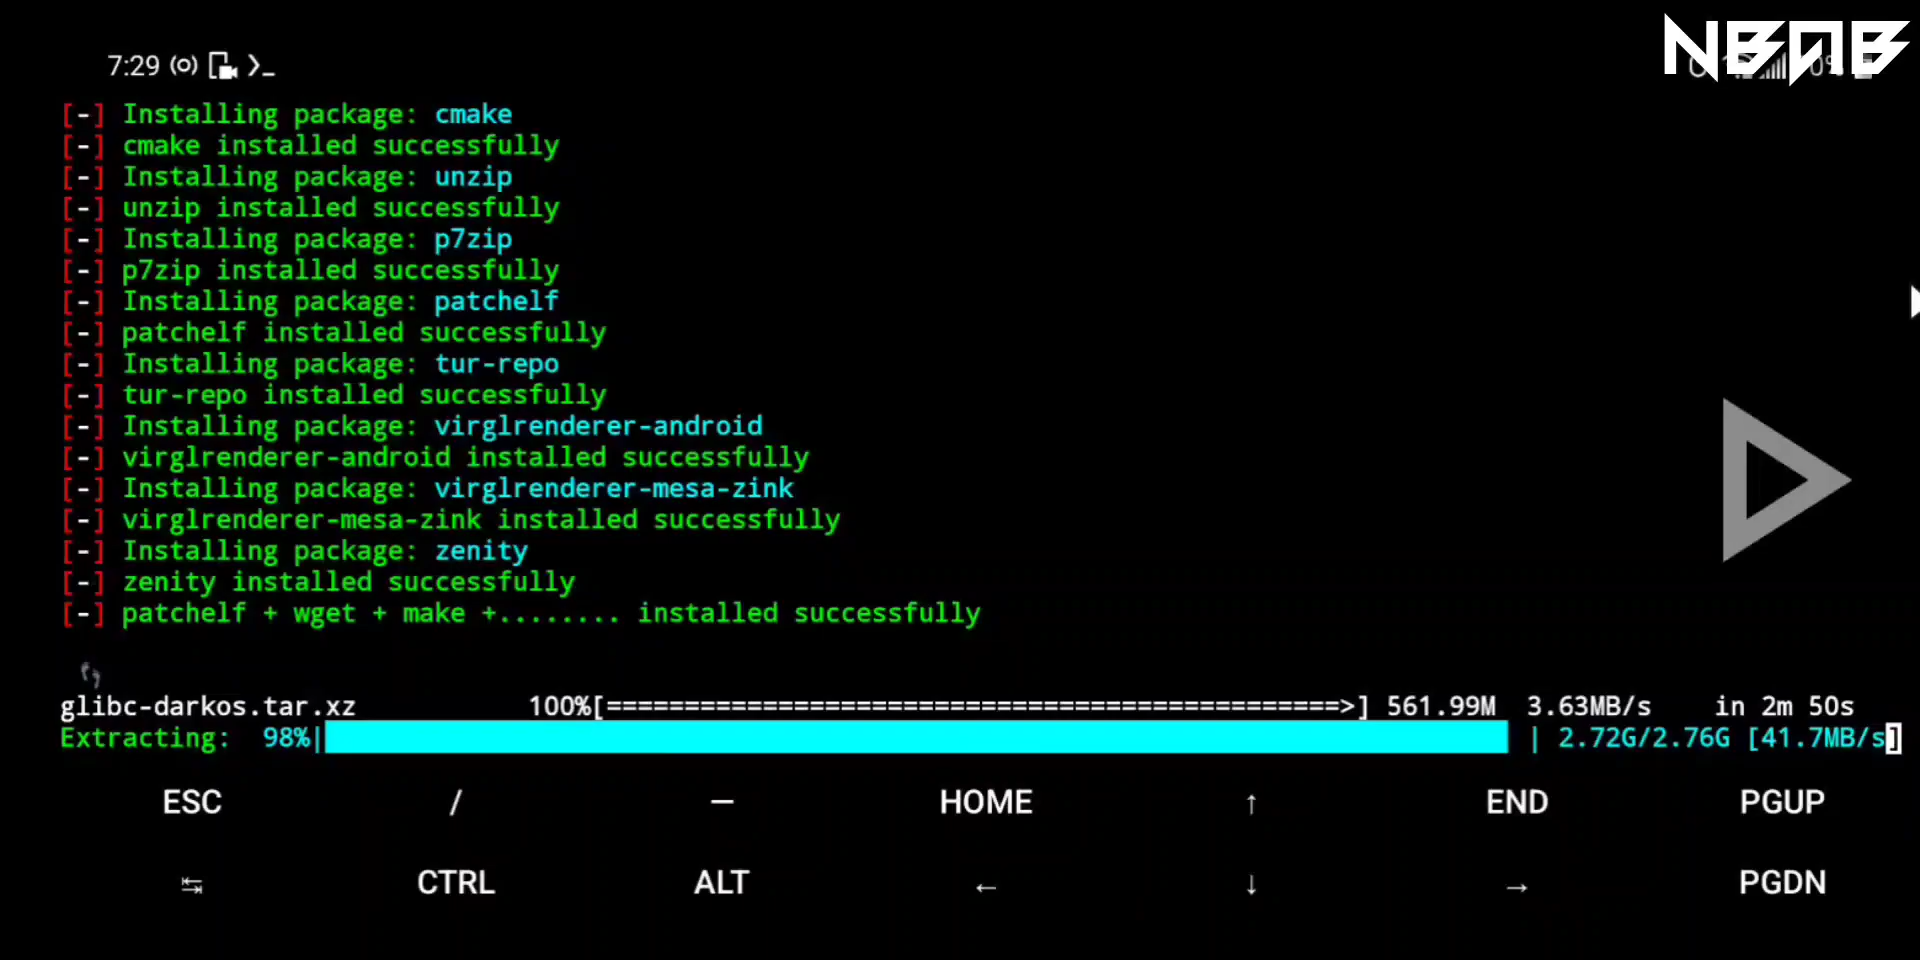 NBAB
7:29
[-] Installing package: cmake
[-] cmake installed successfully
[-] Installing package: unzip
[-] unzip installed successfully
[-] Installing package: p7zip
[-] p7zip installed successfully
[-] Installing package: patchelf
[-] patchelf installed successfully
[-] Installing package: tur-repo
[-] tur-repo installed successfully
[-] Installing package: virglrenderer-android
[-] virglrenderer-android installed successfully
[-] Installing package: virglrenderer-mesa-zink
[-] virglrenderer-mesa-zink installed successfully
[-] Installing package: zenity
[-] zenity installed successfully
[-] patchelf + wget + make +........ installed successfully
glibc-darkos.tar.xz 100%[===============================================>] 561.99M 3.63MB/s in 2m 50s
Extracting: 98%| | 2.72G/2.76G [41.7MB/s]
ESC / — HOME ↑ END PGUP
↹ CTRL ALT ← ↓ → PGDN